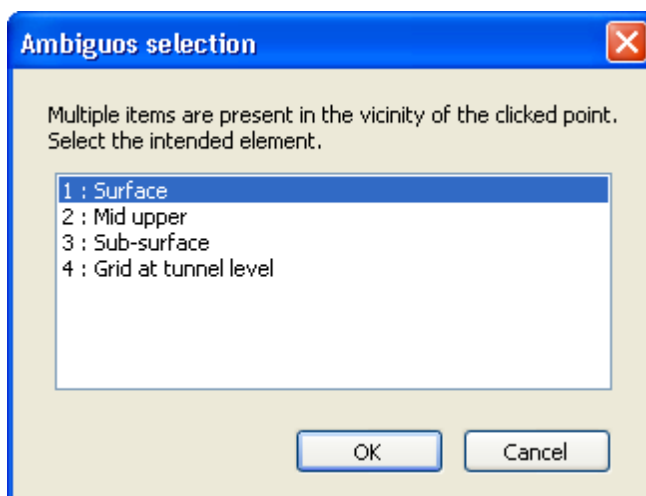 Ambiguos selection
Multiple items are present in the vicinity of the clicked point.
Select the intended element.
1 : Surface
2 : Mid upper
3 : Sub-surface
4 : Grid at tunnel level
OK Cancel